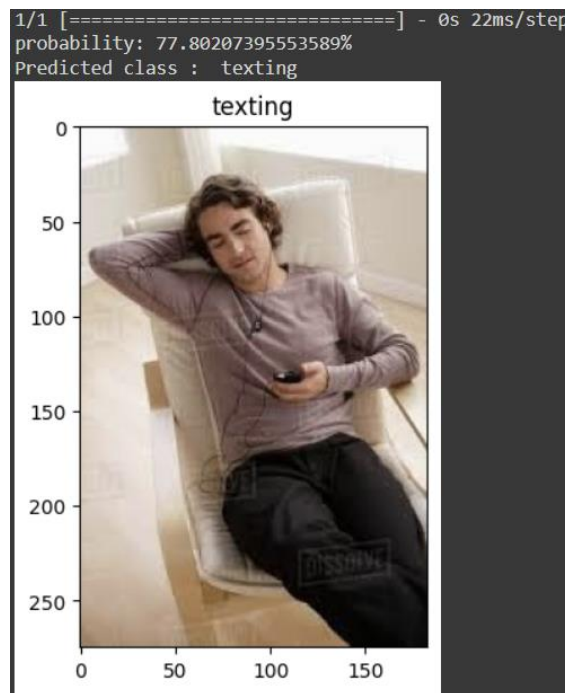 1/1 [==============================] - 0s 22ms/step
probability: 77.80207395553589%
Predicted class :  texting
texting
0
50
100
150
200
250
DISSOLVE
0 50 100 150